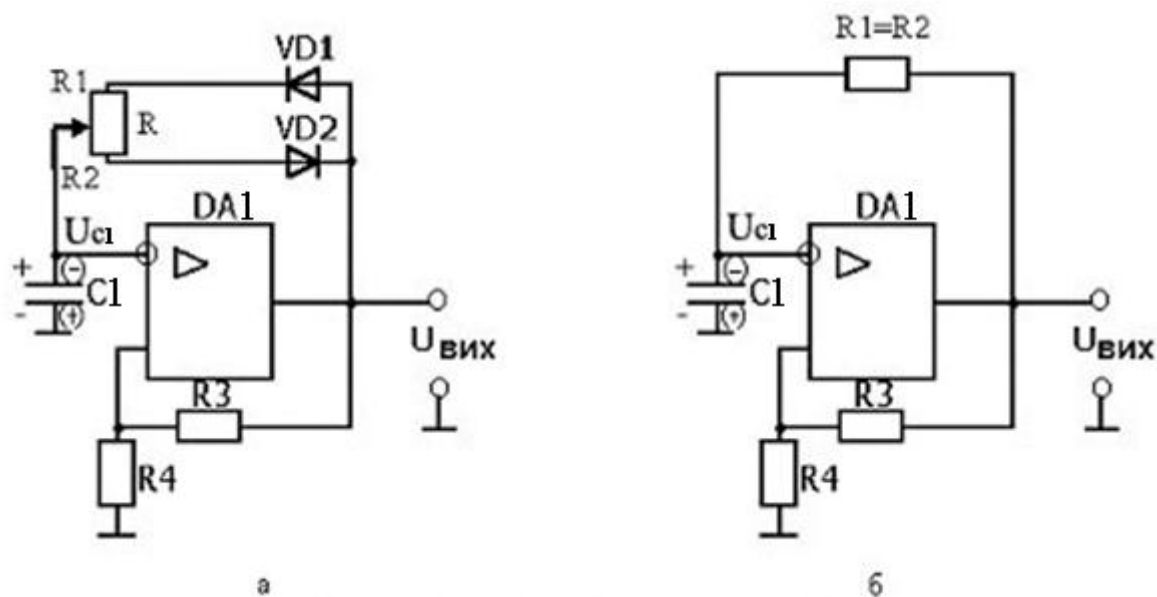 R1
VD1
R
VD2
R2
DA1
Uc1
+
(-)
C1
-
(+)
Uвих
R3
R4
а
R1=R2
DA1
Uc1
+
(-)
C1
-
(+)
Uвих
R3
R4
б